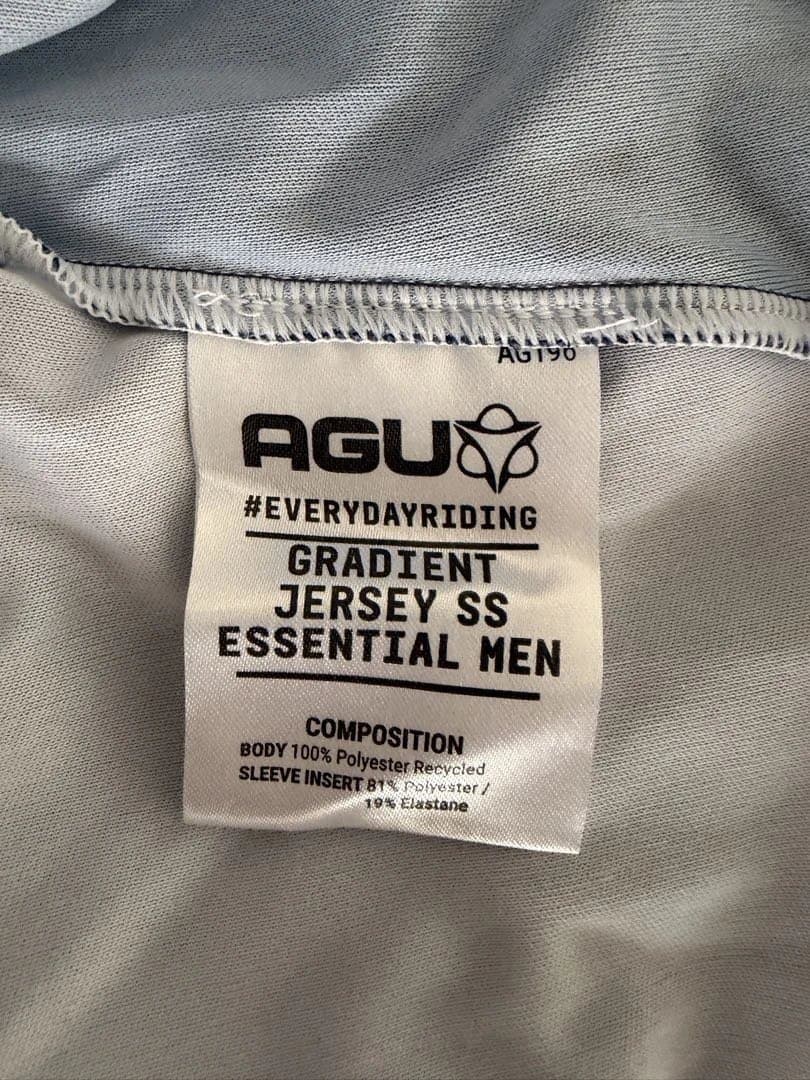 AG196
AGU
#EVERYDAYRIDING
GRADIENT
JERSEY SS
ESSENTIAL MEN
COMPOSITION
BODY 100% Polyester Recycled
SLEEVE INSERT 81% Polyester /
19% Elastane